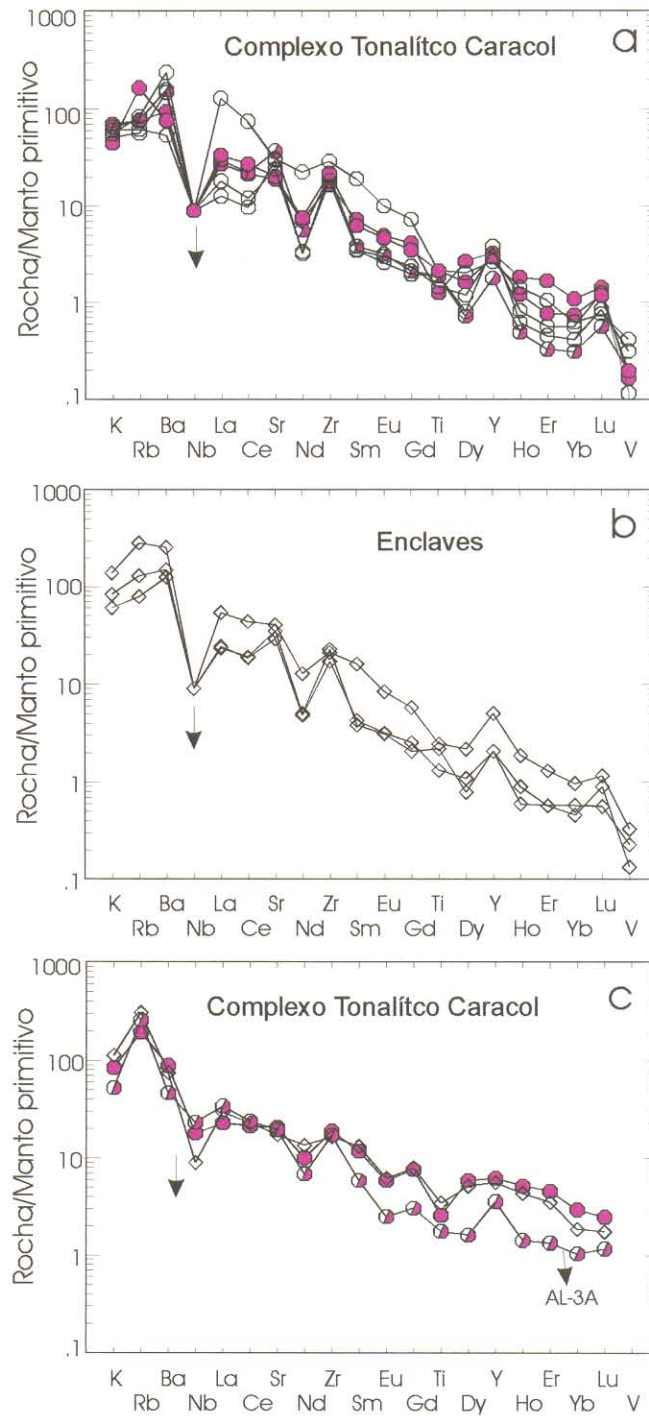 a
Complexo Tonalítco Caracol
Rocha/Manto primitivo
1000
100
10
1
.1
K Ba La Sr Zr Eu Ti Y Er Lu
Rb Nb Ce Nd Sm Gd Dy Ho Yb V
b
Enclaves
Rocha/Manto primitivo
1000
100
10
1
.1
K Ba La Sr Zr Eu Ti Y Er Lu
Rb Nb Ce Nd Sm Gd Dy Ho Yb V
c
Complexo Tonalítco Caracol
Rocha/Manto primitivo
1000
100
10
1
.1
AL-3A
K Ba La Sr Zr Eu Ti Y Er Lu
Rb Nb Ce Nd Sm Gd Dy Ho Yb V